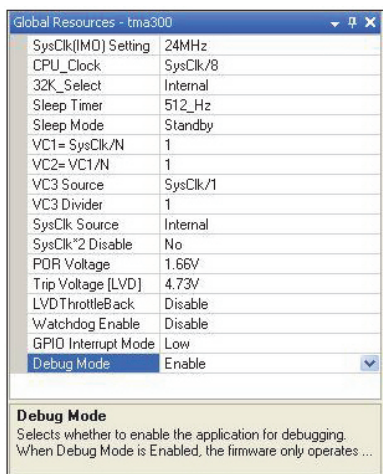 Global Resources - tma300
SysClk(IMO) Setting 24MHz
CPU_Clock SysClk/8
32K_Select Internal
Sleep Timer 512_Hz
Sleep Mode Standby
VC1= SysClk/N 1
VC2= VC1/N 1
VC3 Source SysClk/1
VC3 Divider 1
SysClk Source Internal
SysClk*2 Disable No
POR Voltage 1.66V
Trip Voltage [LVD] 4.73V
LVDThrottleBack Disable
Watchdog Enable Disable
GPIO Interrupt Mode Low
Debug Mode Enable
Debug Mode
Selects whether to enable the application for debugging.
When Debug Mode is Enabled, the firmware only operates ...